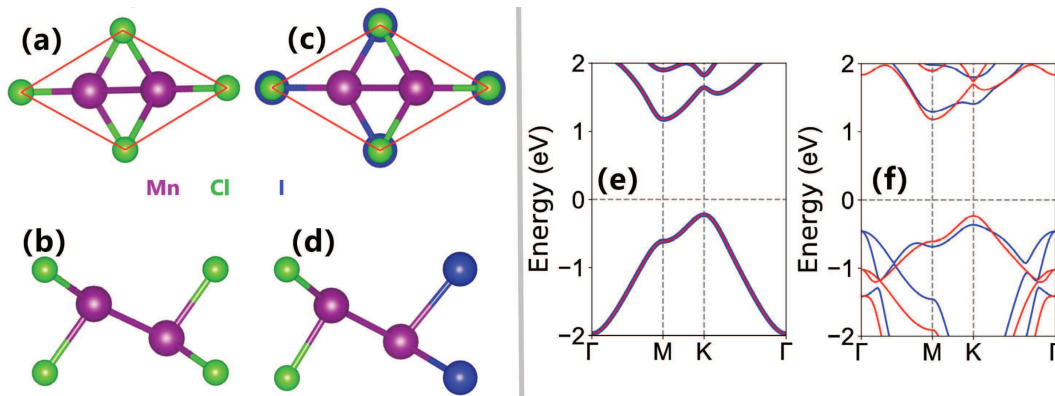 (a)
(c)
Mn Cl I
(b)
(d)
Energy (eV)
2
1
0
−1
−2
(e)
Γ M K Γ
Energy (eV)
2
1
0
−1
−2
(f)
Γ M K Γ